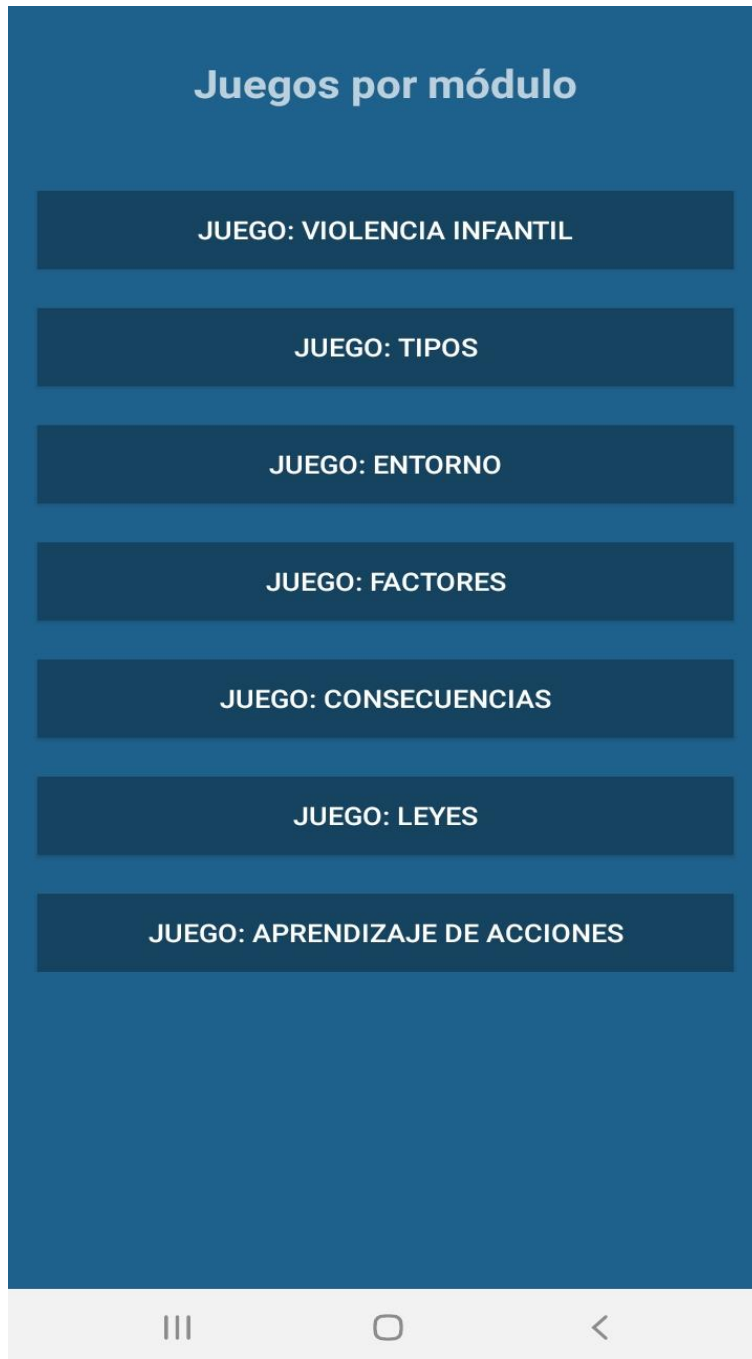 Juegos por módulo
JUEGO: VIOLENCIA INFANTIL
JUEGO: TIPOS
JUEGO: ENTORNO
JUEGO: FACTORES
JUEGO: CONSECUENCIAS
JUEGO: LEYES
JUEGO: APRENDIZAJE DE ACCIONES